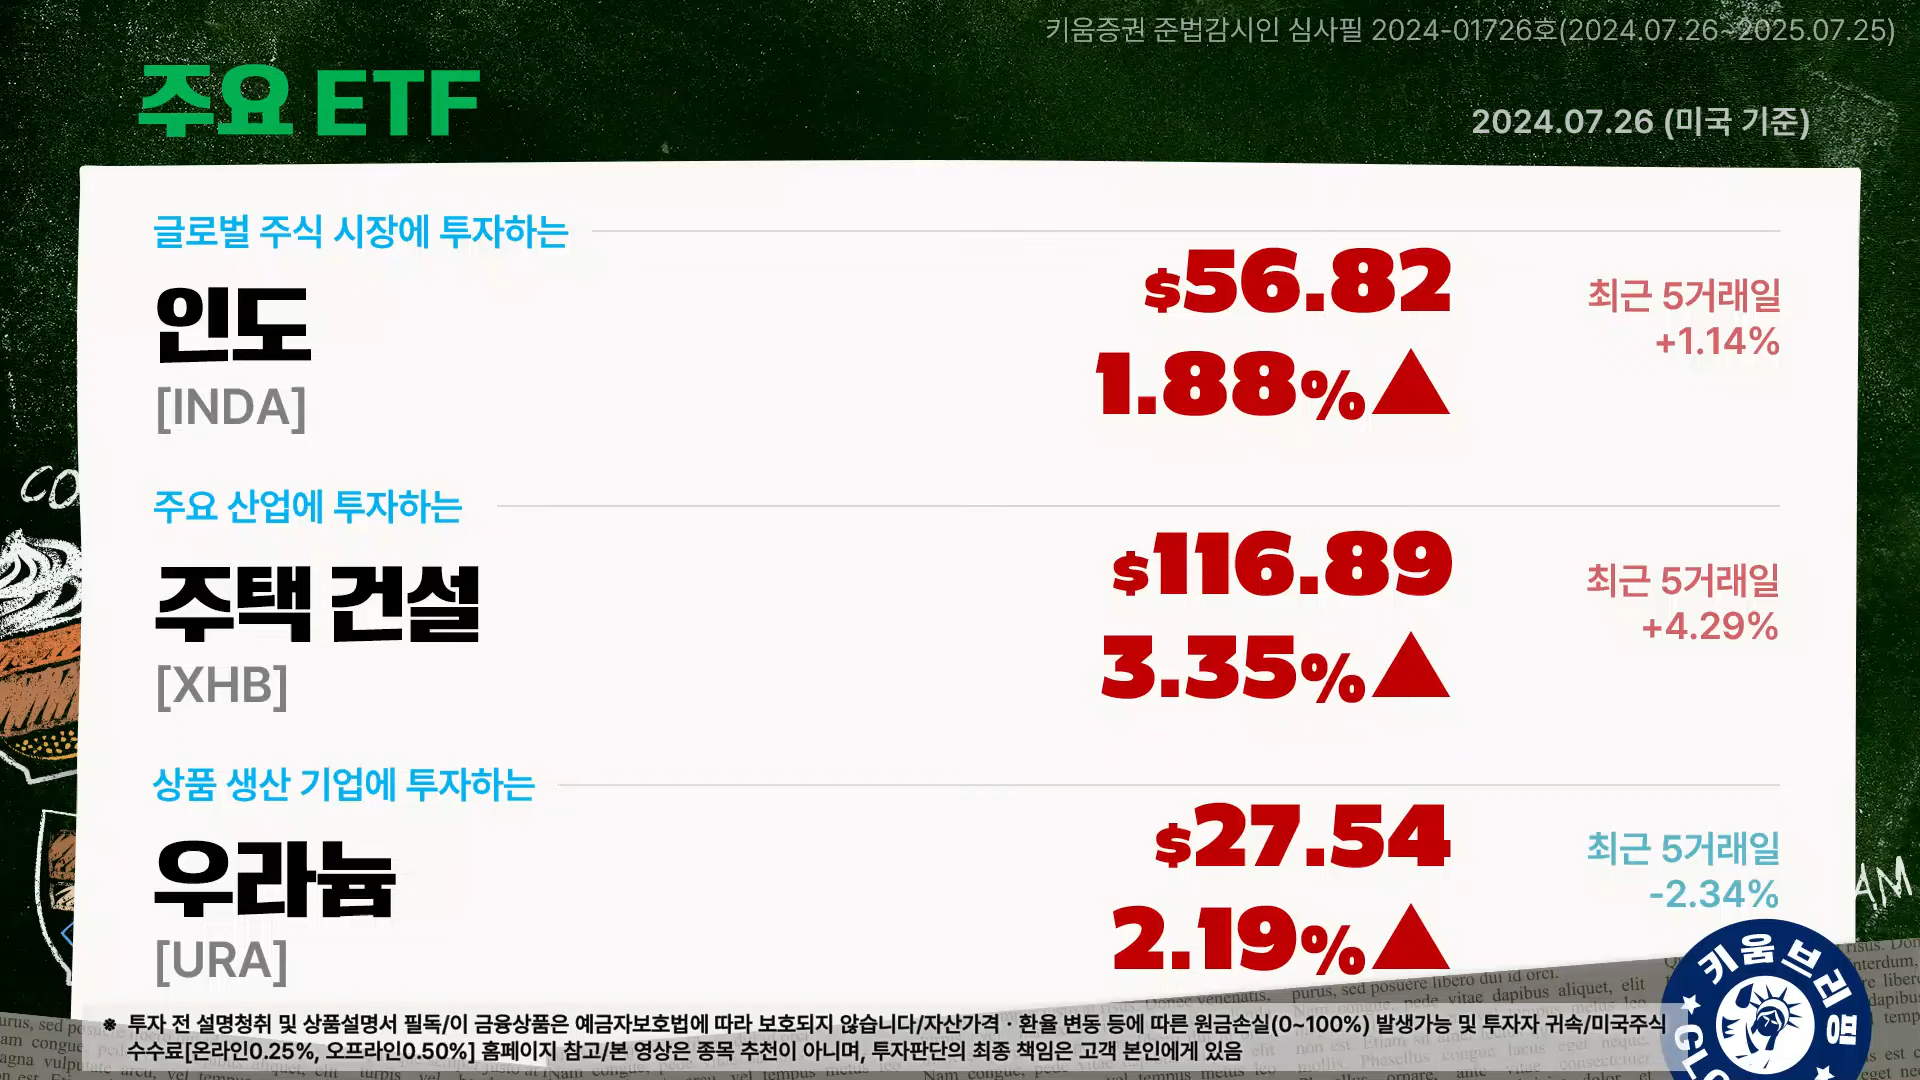 키움증권 준법감시인 심사필 2024-01726호(2024.07.26~2025.07.25)
주요 ETF
2024.07.26 (미국 기준)
글로벌 주식 시장에 투자하는
인도
[INDA]
$56.82
1.88%▲
최근 5거래일
+1.14%
주요 산업에 투자하는
주택 건설
[XHB]
$116.89
3.35%▲
최근 5거래일
+4.29%
상품 생산 기업에 투자하는
우라늄
[URA]
$27.54
2.19%▲
최근 5거래일
-2.34%
※ 투자 전 설명청취 및 상품설명서 필독/이 금융상품은 예금자보호법에 따라 보호되지 않습니다/자산가격 · 환율 변동 등에 따른 원금손실(0~100%) 발생가능 및 투자자 귀속/미국주식
수수료[온라인0.25%, 오프라인0.50%] 홈페이지 참고/본 영상은 종목 추천이 아니며, 투자판단의 최종 책임은 고객 본인에게 있음
키움브리핑